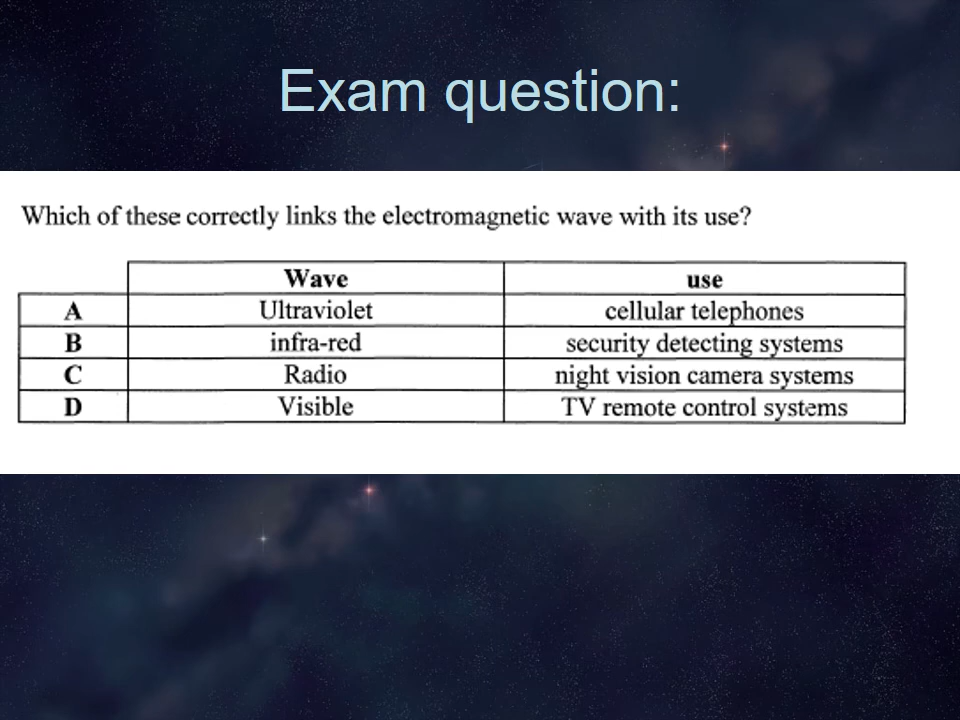 Exam question:
Which of these correctly links the electromagnetic wave with its use?
Wave use
A Ultraviolet cellular telephones
B infra-red security detecting systems
C Radio night vision camera systems
D Visible TV remote control systems